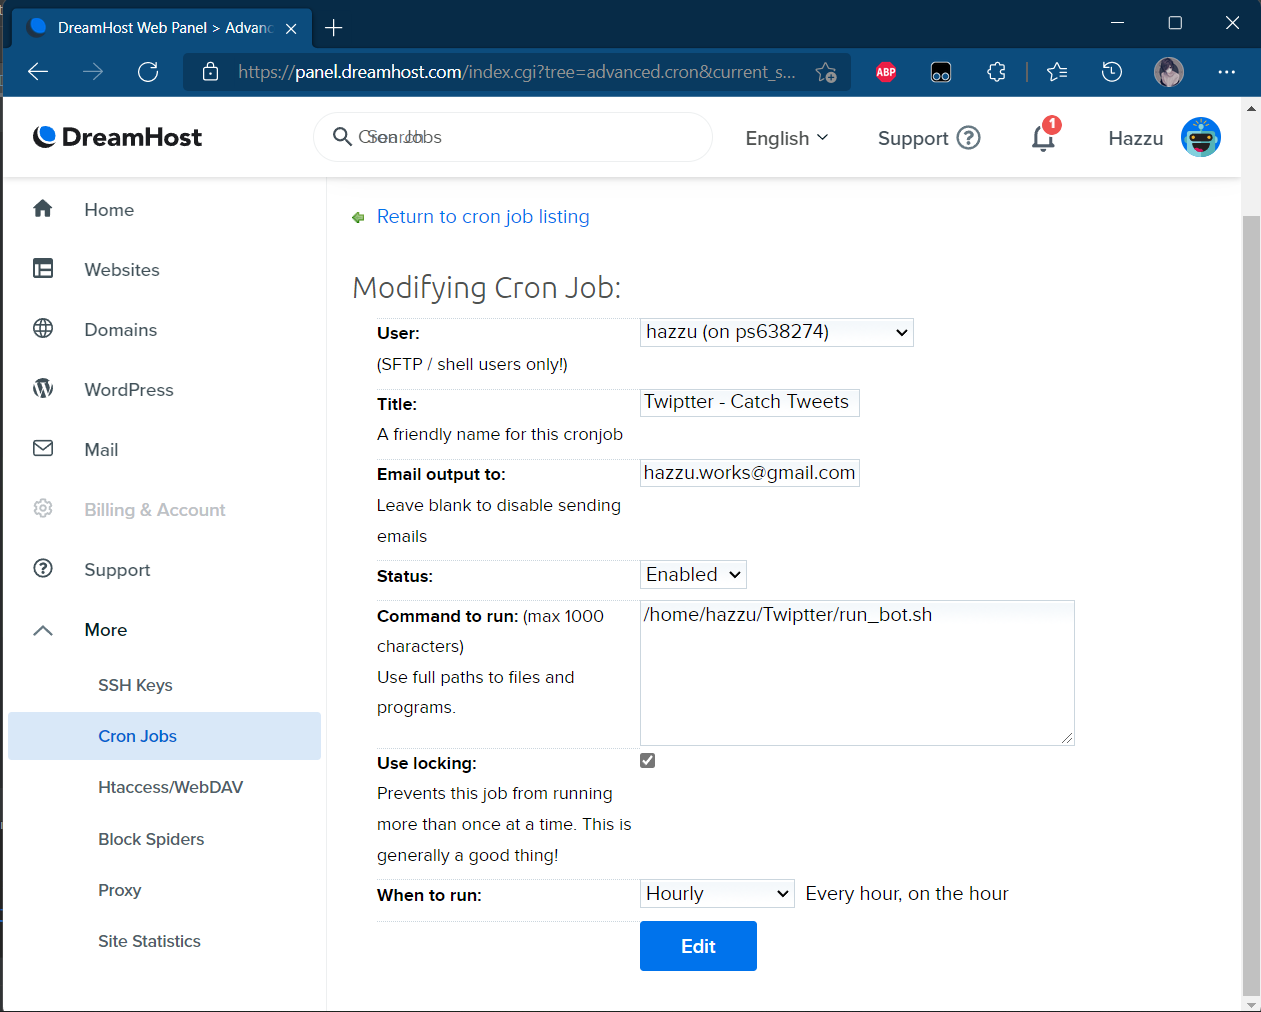 DreamHost Web Panel > Advanc
https://panel.dreamhost.com/index.cgi?tree=advanced.cron&current_s...
ABP
DreamHost
Cron Jobs
Search
English
Support
1
Hazzu
Home
Websites
Domains
WordPress
Mail
Billing & Account
Support
More
SSH Keys
Cron Jobs
Htaccess/WebDAV
Block Spiders
Proxy
Site Statistics
Return to cron job listing
Modifying Cron Job:
User:
hazzu (on ps638274)
(SFTP / shell users only!)
Title:
Twiptter - Catch Tweets
A friendly name for this cronjob
Email output to:
hazzu.works@gmail.com
Leave blank to disable sending
emails
Status:
Enabled
Command to run: (max 1000
characters)
/home/hazzu/Twiptter/run_bot.sh
Use full paths to files and
programs.
Use locking:
Prevents this job from running
more than once at a time. This is
generally a good thing!
When to run:
Hourly
Every hour, on the hour
Edit